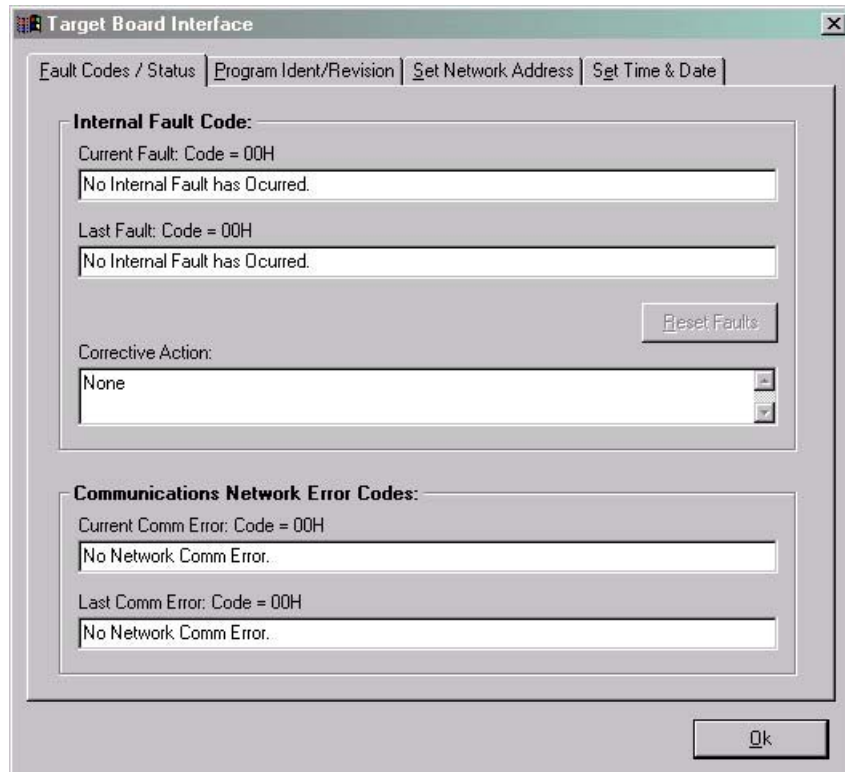 Target Board Interface
Fault Codes / Status Program Ident/Revision Set Network Address Set Time & Date
Internal Fault Code:
Current Fault: Code = 00H
No Internal Fault has Ocurred.
Last Fault: Code = 00H
No Internal Fault has Ocurred.
Reset Faults
Corrective Action:
None
Communications Network Error Codes:
Current Comm Error: Code = 00H
No Network Comm Error.
Last Comm Error: Code = 00H
No Network Comm Error.
Ok